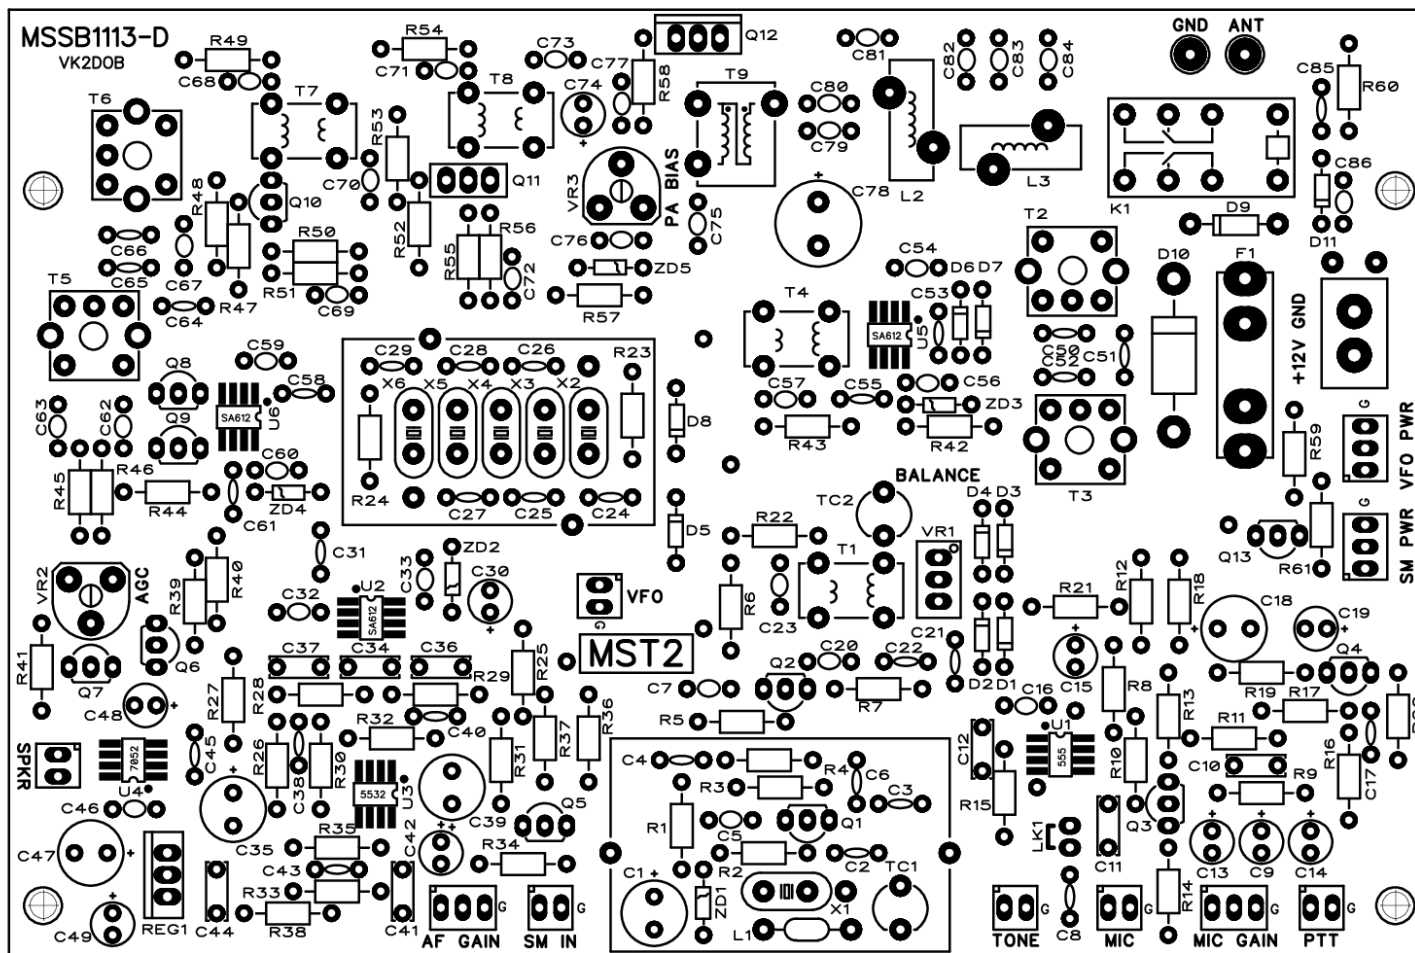 MSSB1113-D
VK2DOB
R49
C68
R54
C71
C73
C77
R58
Q12
C81
C82
C83
C84
GND
ANT
C85
R60
T6
T7
T8
C74
T9
C80
C79
R53
C70
Q11
VR3
PA BIAS
C75
C78
L2
L3
K1
C86
D11
D9
R48
Q10
C66
C65
C67
R47
R50
R51
C69
R52
R55
R56
C72
C76
ZD5
R57
C54
C53
D6
D7
T2
D10
F1
T5
C64
T4
SA612
U5
C50
C52
C51
+12V GND
C59
Q8
C58
C29
C28
C26
R23
X6
X5
X4
X3
X2
D8
C57
C55
C56
ZD3
R43
R42
C63
C62
Q9
SA612
U6
R24
C27
C25
C24
D5
T3
R59
G
VFO PWR
R45
R46
R44
C60
ZD4
C61
BALANCE
TC2
D4
D3
VR1
R22
T1
Q13
R61
G
SM PWR
VR2
AGC
R39
R40
C31
C32
U2
SA612
C33
ZD2
C30
VFO
G
R6
C23
R21
R12
R18
C18
C19
R41
Q7
Q6
C37
C34
C36
R29
R25
MST2
C7
Q2
C20
C22
C21
D2
D1
C16
C15
R8
R13
R19
R17
Q4
C48
R27
R28
R32
C40
R31
R37
R36
R5
R7
C12
U1
555
R10
R11
R16
C17
SPKR
7052
U4
C45
R26
C38
R30
5532
U3
C39
C4
R3
R4
C6
C3
R15
C10
R9
C46
C47
C35
R35
C42
Q5
R34
R1
C5
Q1
R2
C2
LK1
C11
Q3
C13
C9
C14
C49
REG1
C44
C43
R33
R38
C41
G
AF GAIN
G
SM IN
C1
ZD1
L1
X1
TC1
G
TONE
C8
G
MIC
R14
G
MIC GAIN
G
PTT